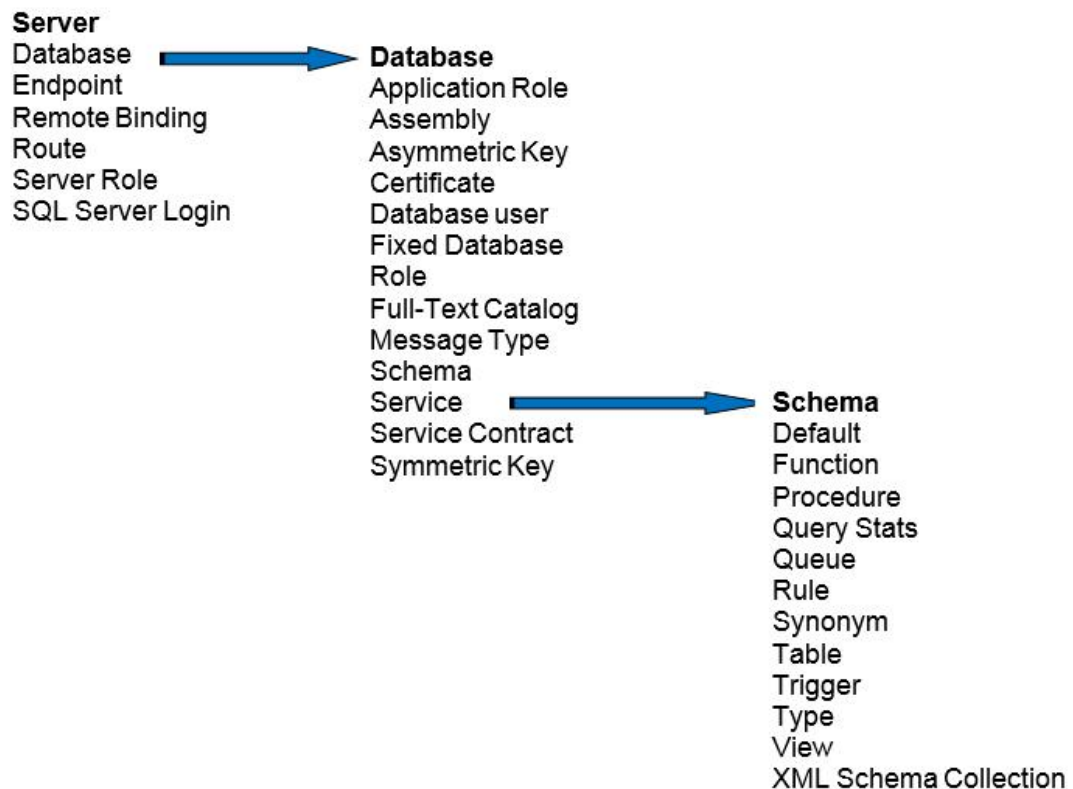 Server
Database
Endpoint
Remote Binding
Route
Server Role
SQL Server Login
Database
Application Role
Assembly
Asymmetric Key
Certificate
Database user
Fixed Database
Role
Full-Text Catalog
Message Type
Schema
Service
Service Contract
Symmetric Key
Schema
Default
Function
Procedure
Query Stats
Queue
Rule
Synonym
Table
Trigger
Type
View
XML Schema Collection